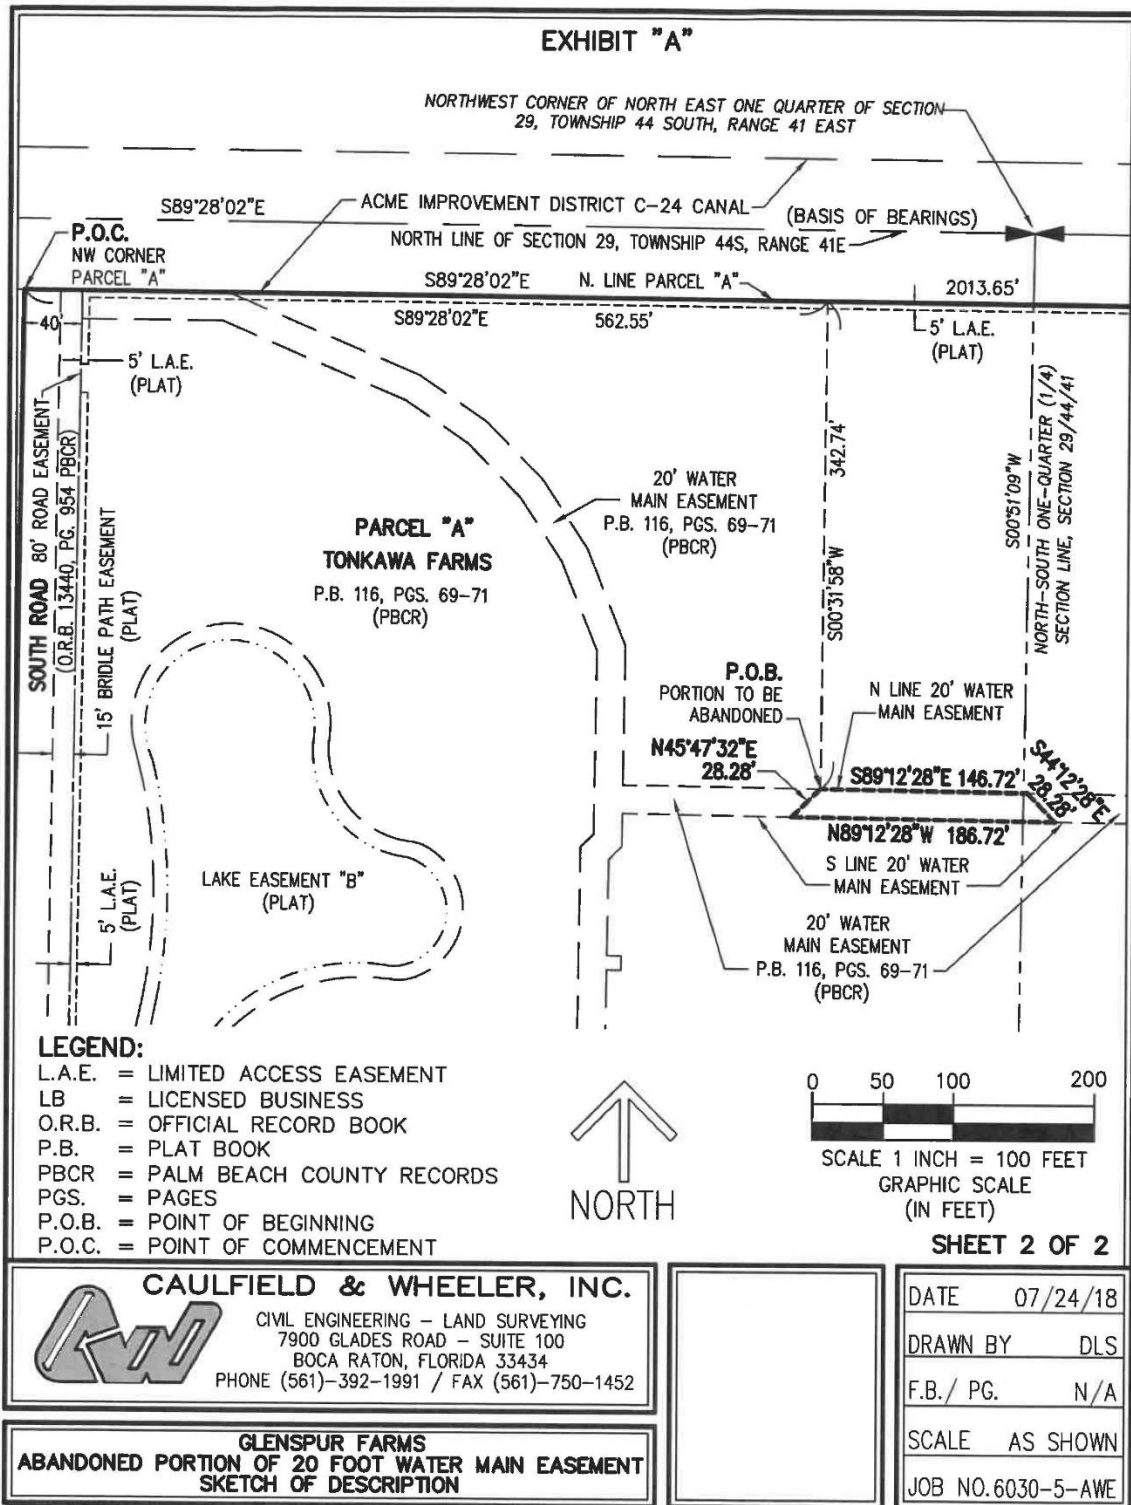 EXHIBIT "A"
NORTHWEST CORNER OF NORTH EAST ONE QUARTER OF SECTION
29, TOWNSHIP 44 SOUTH, RANGE 41 EAST
S89°28'02"E
ACME IMPROVEMENT DISTRICT C-24 CANAL
(BASIS OF BEARINGS)
P.O.C.
NW CORNER
PARCEL "A"
NORTH LINE OF SECTION 29, TOWNSHIP 44S, RANGE 41E
S89°28'02"E
N. LINE PARCEL "A"
2013.65'
40'
S89°28'02"E
562.55'
5' L.A.E.
(PLAT)
5' L.A.E.
(PLAT)
SOUTH ROAD 80' ROAD EASEMENT
(O.R.B. 13440, PG. 954 PBCR)
15' BRIDLE PATH EASEMENT
(PLAT)
342.74'
S00°31'58"W
S00°51'09"W
NORTH-SOUTH ONE-QUARTER (1/4)
SECTION LINE, SECTION 29/44/41
20' WATER
MAIN EASEMENT
P.B. 116, PGS. 69-71
(PBCR)
PARCEL "A"
TONKAWA FARMS
P.B. 116, PGS. 69-71
(PBCR)
P.O.B.
PORTION TO BE
ABANDONED
N LINE 20' WATER
MAIN EASEMENT
N45°47'32"E
28.28'
S89°12'28"E 146.72'
S44°12'28"E
28.28'
N89°12'28"W 186.72'
S LINE 20' WATER
MAIN EASEMENT
LAKE EASEMENT "B"
(PLAT)
5' L.A.E.
(PLAT)
20' WATER
MAIN EASEMENT
P.B. 116, PGS. 69-71
(PBCR)
LEGEND:
L.A.E. = LIMITED ACCESS EASEMENT
LB = LICENSED BUSINESS
O.R.B. = OFFICIAL RECORD BOOK
P.B. = PLAT BOOK
PBCR = PALM BEACH COUNTY RECORDS
PGS. = PAGES
P.O.B. = POINT OF BEGINNING
P.O.C. = POINT OF COMMENCEMENT
NORTH
0 50 100 200
SCALE 1 INCH = 100 FEET
GRAPHIC SCALE
(IN FEET)
SHEET 2 OF 2
CAULFIELD & WHEELER, INC.
CIVIL ENGINEERING - LAND SURVEYING
7900 GLADES ROAD - SUITE 100
BOCA RATON, FLORIDA 33434
PHONE (561)-392-1991 / FAX (561)-750-1452
GLENSPUR FARMS
ABANDONED PORTION OF 20 FOOT WATER MAIN EASEMENT
SKETCH OF DESCRIPTION
DATE 07/24/18
DRAWN BY DLS
F.B./ PG. N/A
SCALE AS SHOWN
JOB NO. 6030-5-AWE